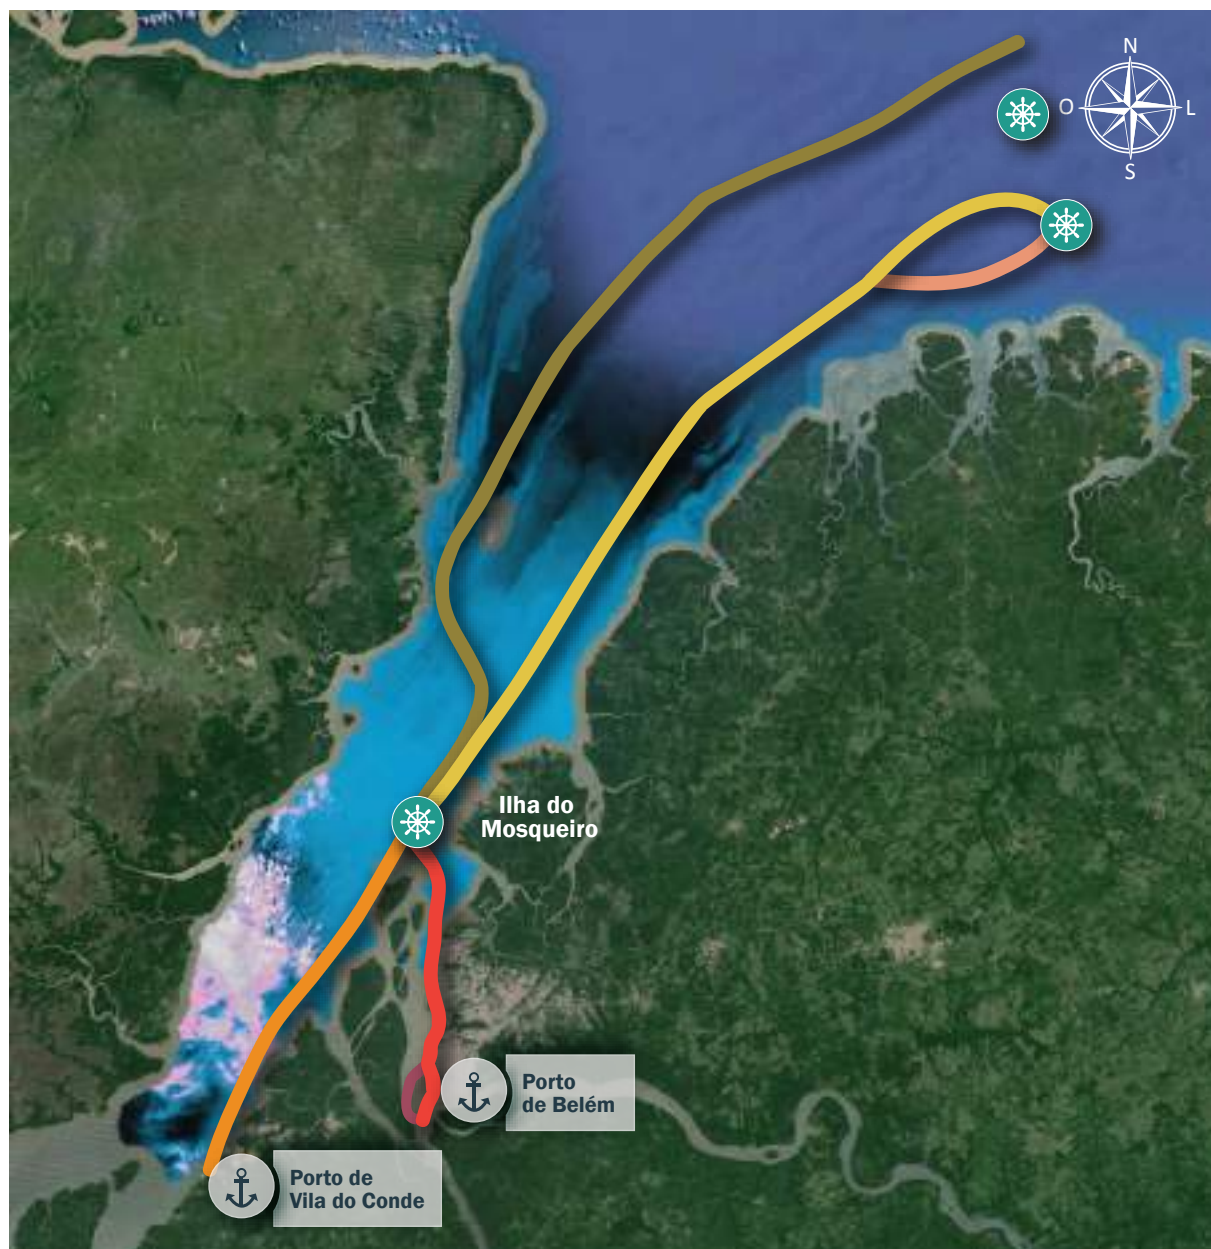 N
O
L
S
Ilha do
Mosqueiro
Porto
de Belém
Porto de
Vila do Conde